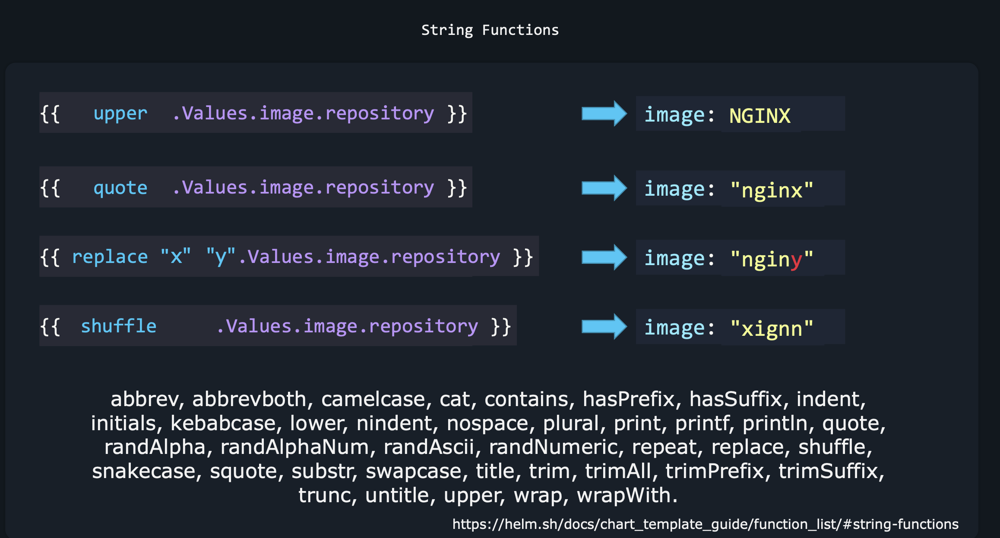 String Functions
{{ upper .Values.image.repository }} image: NGINX
{{ quote .Values.image.repository }} image: "nginx"
{{ replace "x" "y".Values.image.repository }} image: "nginy"
{{ shuffle .Values.image.repository }} image: "xignn"
abbrev, abbrevboth, camelcase, cat, contains, hasPrefix, hasSuffix, indent,
initials, kebabcase, lower, nindent, nospace, plural, print, printf, println, quote,
randAlpha, randAlphaNum, randAscii, randNumeric, repeat, replace, shuffle,
snakecase, squote, substr, swapcase, title, trim, trimAll, trimPrefix, trimSuffix,
trunc, untitle, upper, wrap, wrapWith.
https://helm.sh/docs/chart_template_guide/function_list/#string-functions